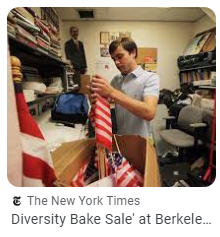 The New York Times
Diversity Bake Sale' at Berkele...